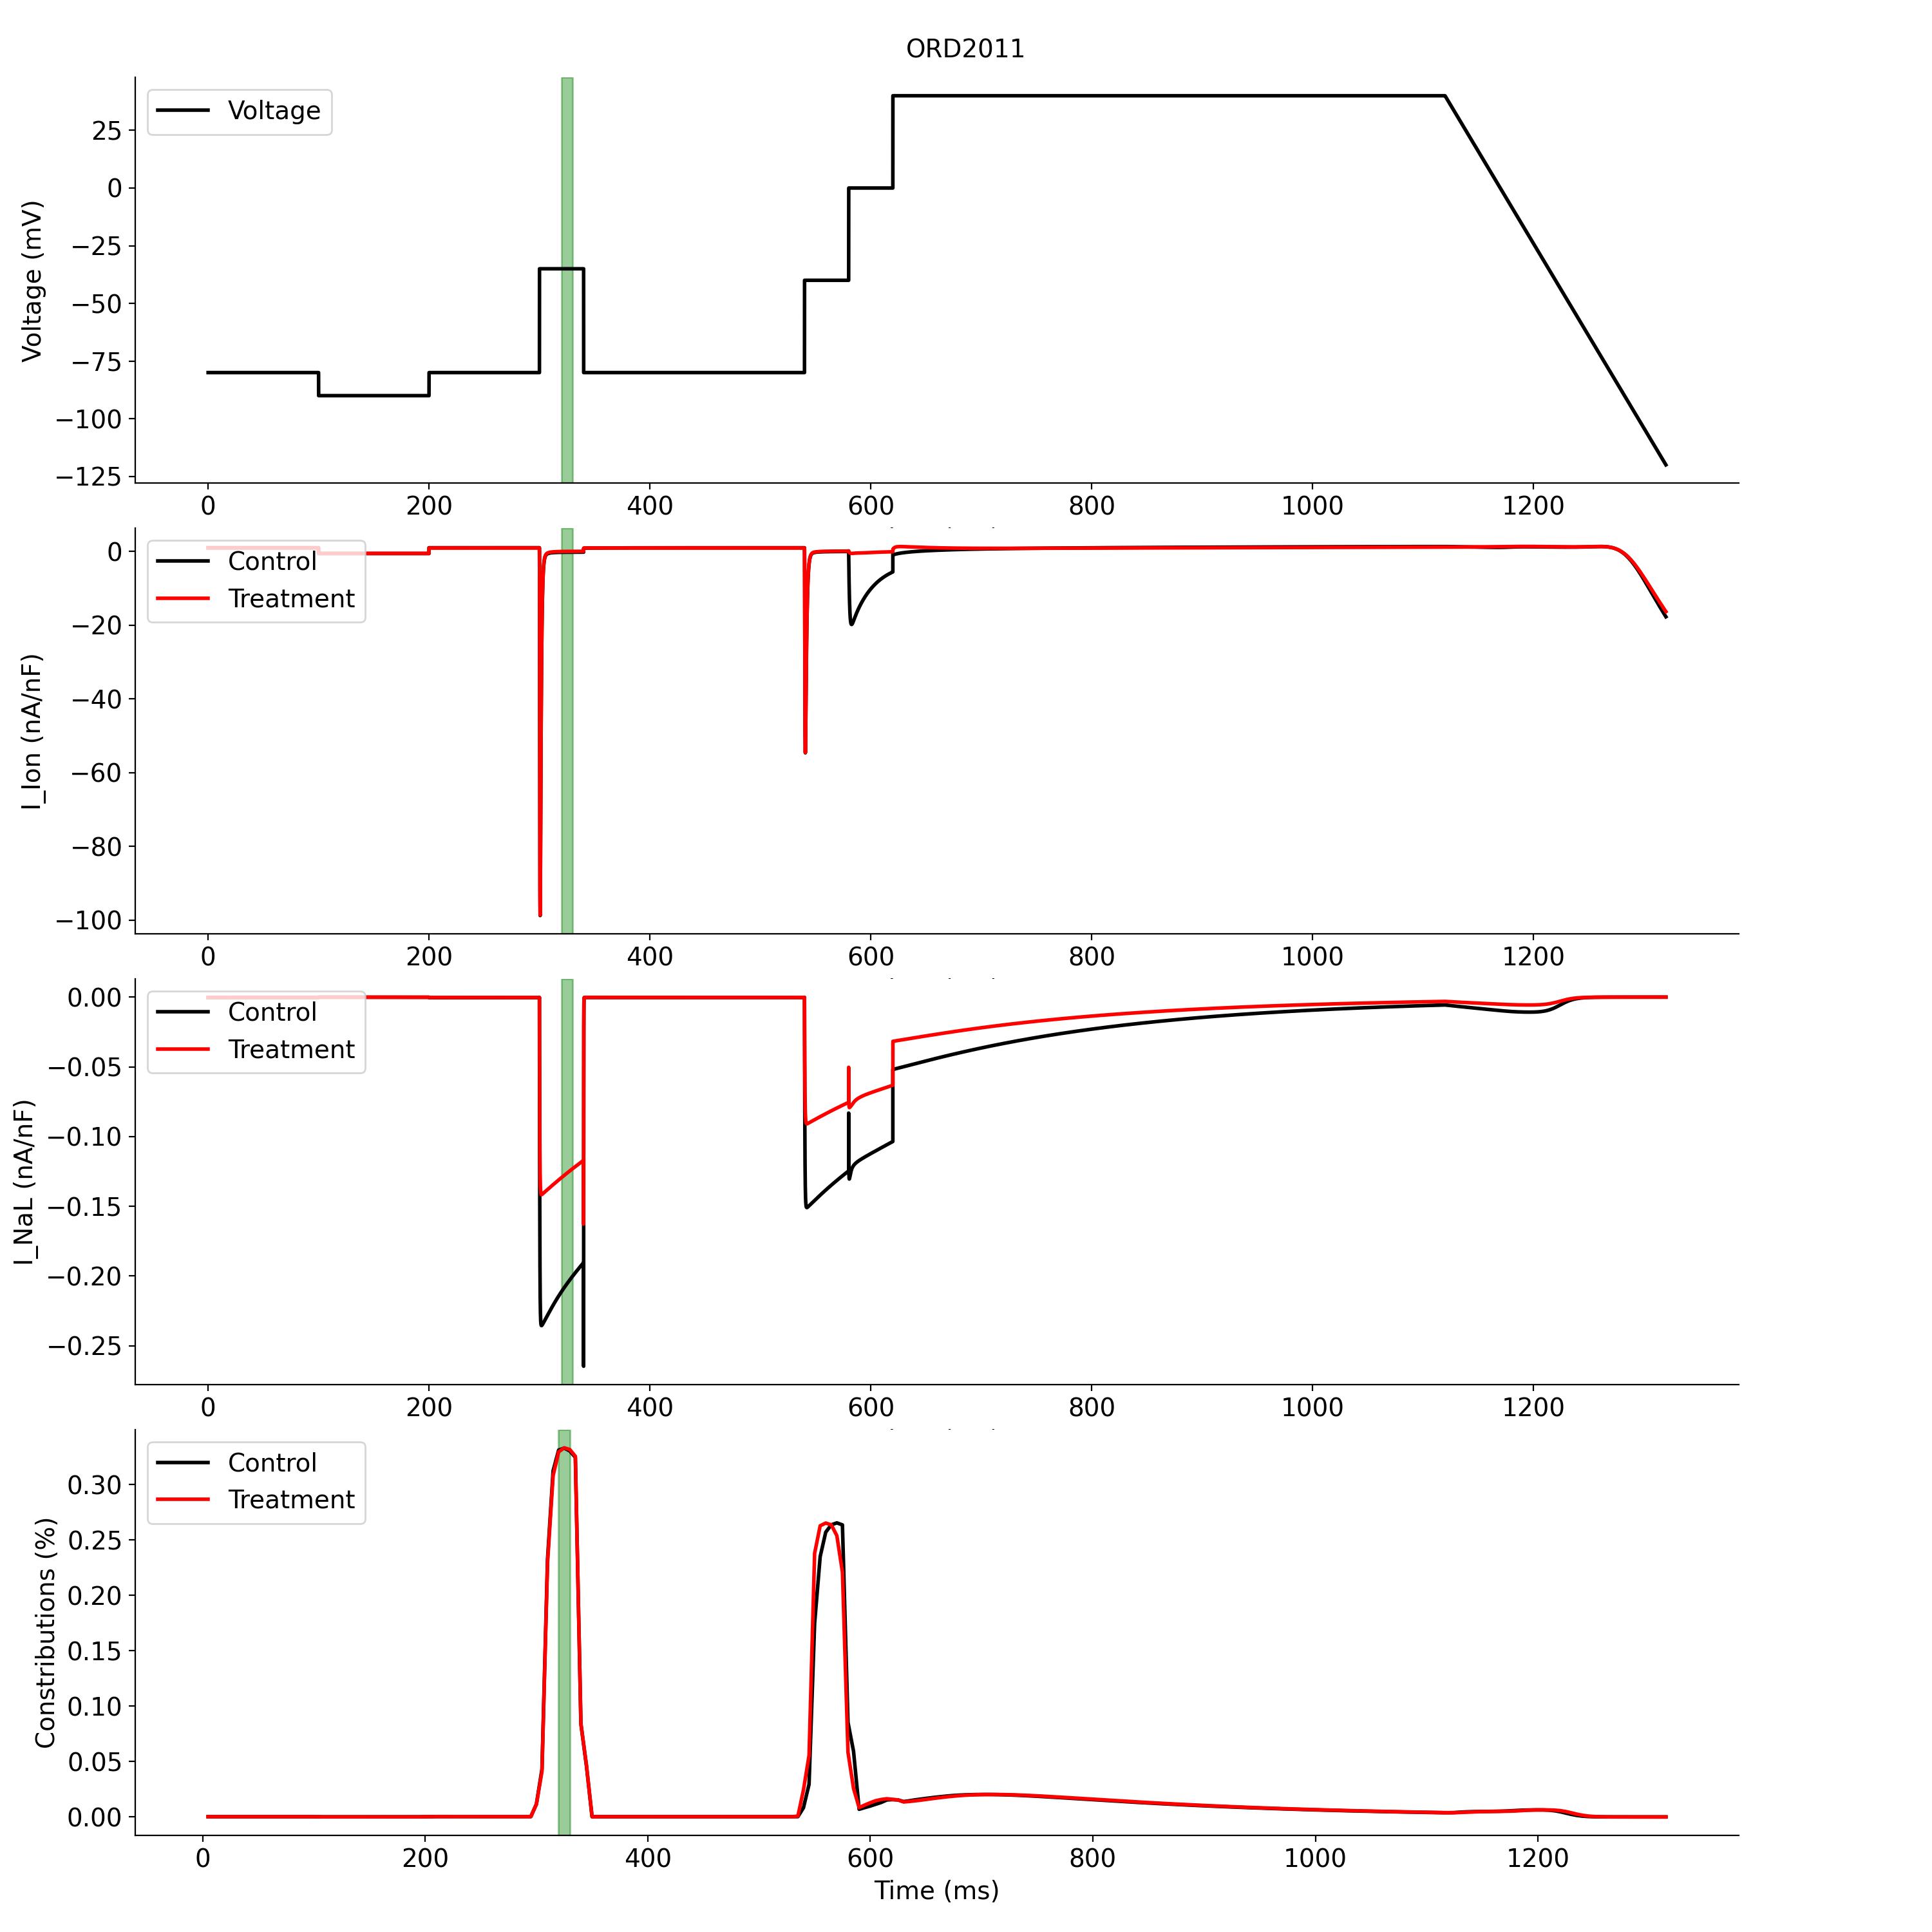 ORD2011
Voltage (mV)
25
0
−25
−50
−75
−100
−125
Voltage
0 200 400 600 800 1000 1200
I_Ion (nA/nF)
0
−20
−40
−60
−80
−100
Control
Treatment
0 200 400 600 800 1000 1200
I_NaL (nA/nF)
0.00
−0.05
−0.10
−0.15
−0.20
−0.25
Control
Treatment
0 200 400 600 800 1000 1200
Constributions (%)
0.30
0.25
0.20
0.15
0.10
0.05
0.00
Control
Treatment
0 200 400 600 800 1000 1200
Time (ms)